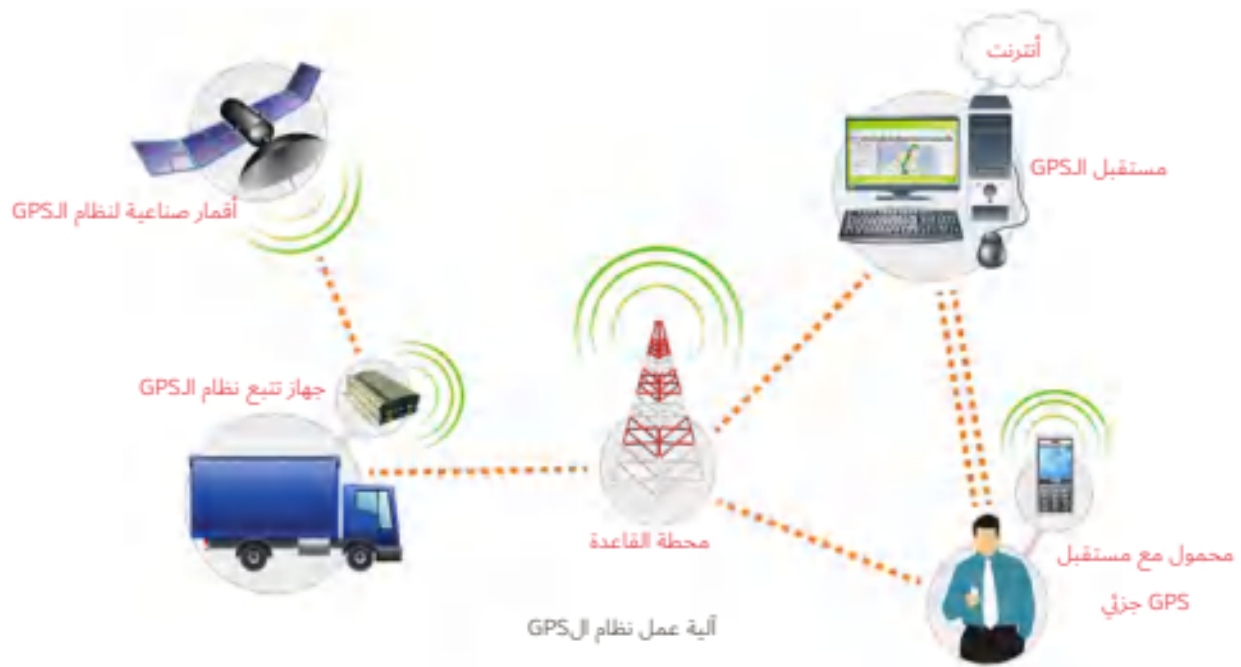 أنترنت
مستقبل الـGPS
أقمار صناعية لنظام الـGPS
جهاز تتبع نظام الـGPS
محطة القاعدة
محمول مع مستقبل
GPS جزئي
آلية عمل نظام الGPS